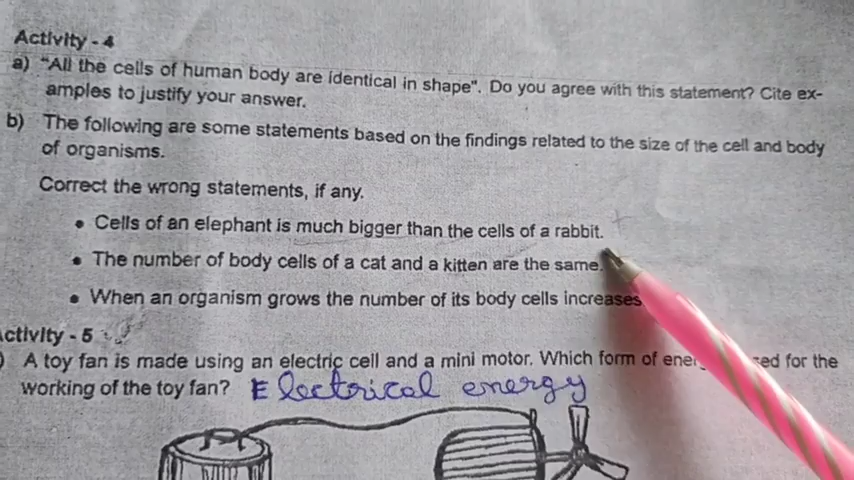 Activity - 4
a) "All the cells of human body are identical in shape". Do you agree with this statement? Cite ex-
amples to justify your answer.
b) The following are some statements based on the findings related to the size of the cell and body
of organisms.
Correct the wrong statements, if any.
• Cells of an elephant is much bigger than the cells of a rabbit.
• The number of body cells of a cat and a kitten are the same.
• When an organism grows the number of its body cells increases
ctivity - 5
) A toy fan is made using an electric cell and a mini motor. Which form of ener sed for the
working of the toy fan? Electrical energy